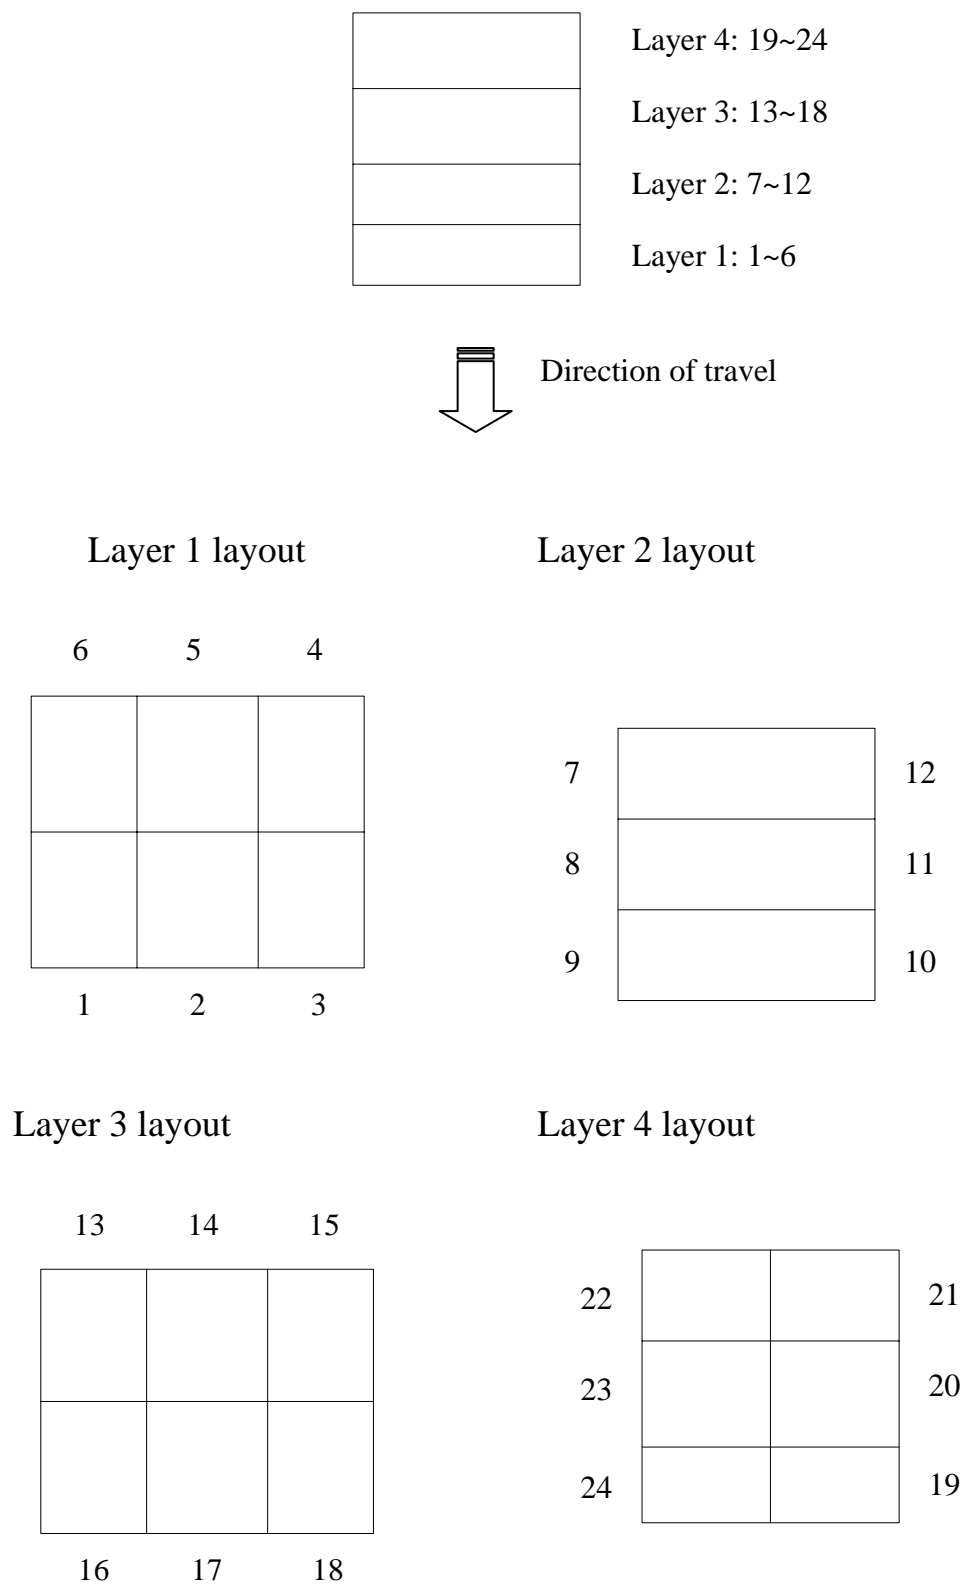 Layer 4: 19~24
Layer 3: 13~18
Layer 2: 7~12
Layer 1: 1~6
Direction of travel
Layer 1 layout
6 5 4
1 2 3
Layer 2 layout
7 12
8 11
9 10
Layer 3 layout
13 14 15
16 17 18
Layer 4 layout
22 21
23 20
24 19